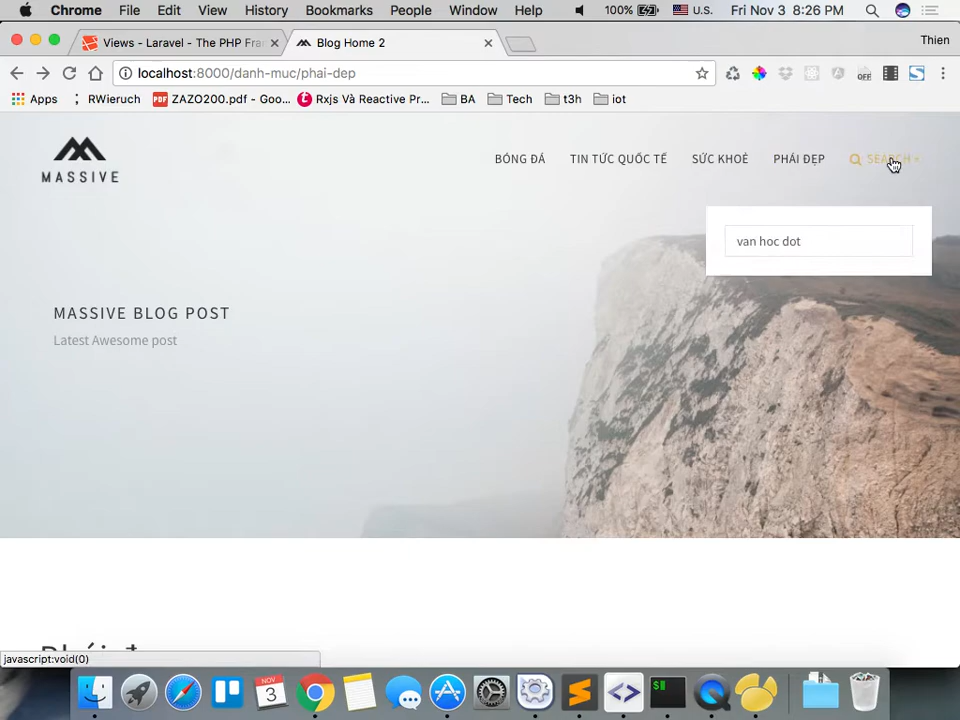 Chrome File Edit View History Bookmarks People Window Help 100% U.S. Fri Nov 3 8:26 PM
Views - Laravel - The PHP Fra Blog Home 2 Thien
localhost:8000/danh-muc/phai-dep
Apps RWieruch ZAZO200.pdf - Goo... Rxjs Và Reactive Pr... BA Tech t3h iot
MASSIVE
BÓNG ĐÁ TIN TỨC QUỐC TẾ SỨC KHOẺ PHÁI ĐẸP SEARCH
van hoc dot
MASSIVE BLOG POST
Latest Awesome post
javascript:void(0)
NOV
3